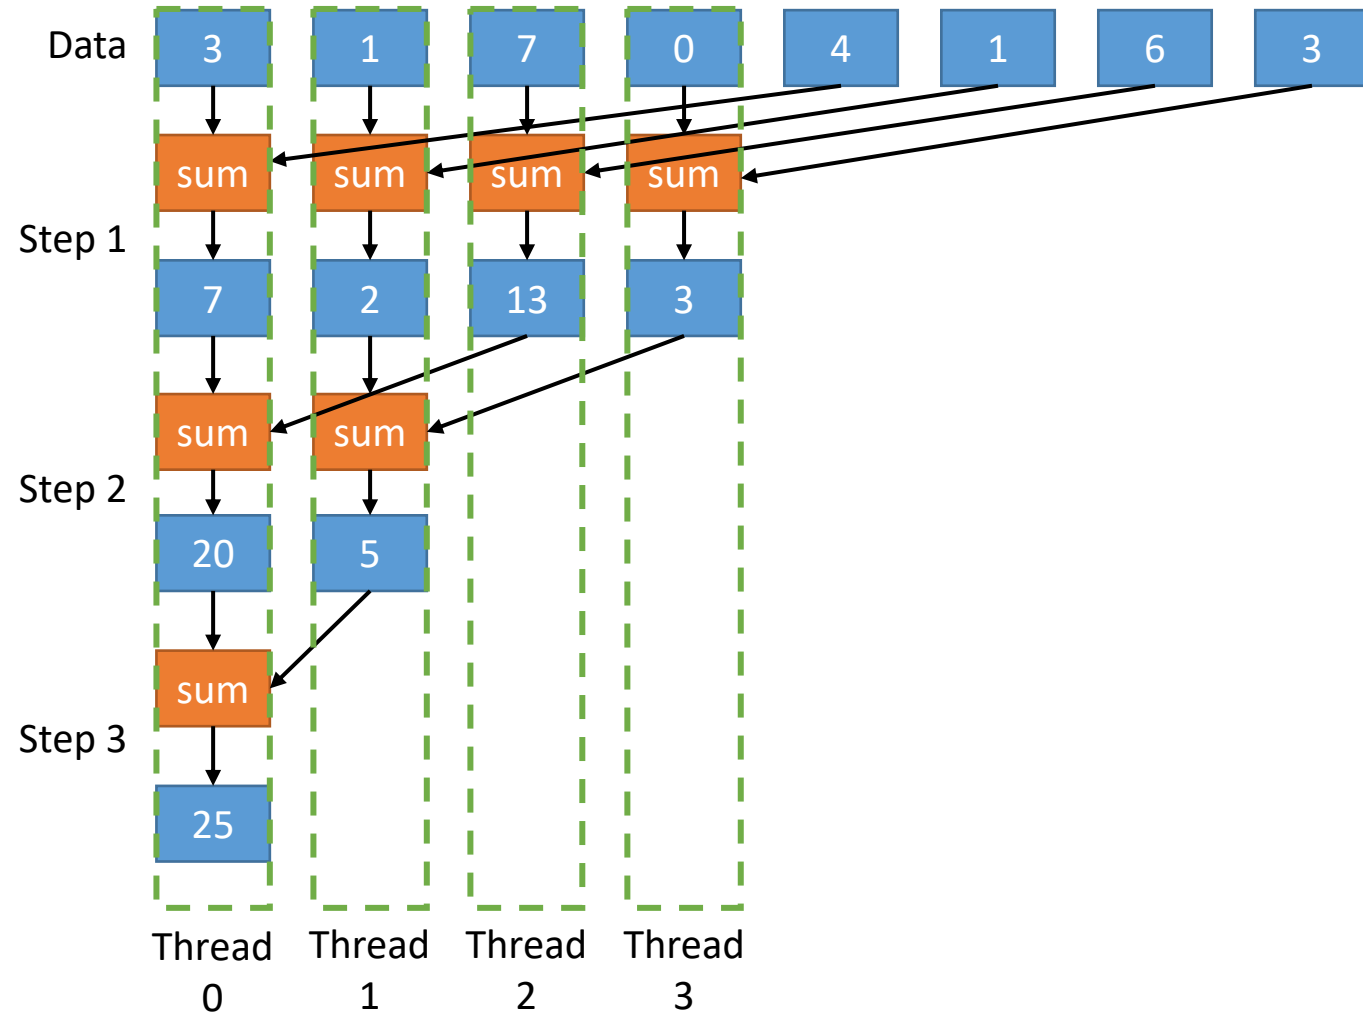 Data 3 1 7 0 4 1 6 3
sum sum sum sum
Step 1
7 2 13 3
sum sum
Step 2
20 5
sum
Step 3
25
Thread Thread Thread Thread
0 1 2 3